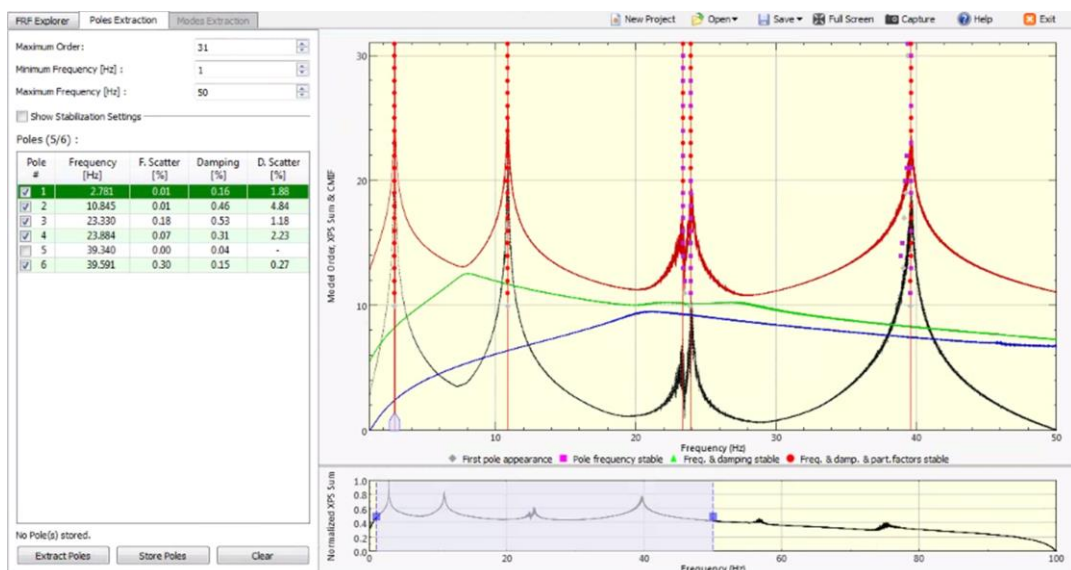 FRF Explorer Poles Extraction Modes Extraction New Project Open Save Full Screen Capture Help Exit
Maximum Order: 31
Minimum Frequency [Hz] : 1
Maximum Frequency [Hz] : 50
Show Stabilization Settings
Poles (5/6) :
Pole # Frequency [Hz] F. Scatter [%] Damping [%] D. Scatter [%]
1 2.781 0.01 0.16 1.88
2 10.845 0.01 0.46 4.84
3 23.330 0.18 0.53 1.18
4 23.884 0.07 0.31 2.23
5 39.340 0.00 0.04 -
6 39.591 0.30 0.15 0.27
No Pole(s) stored.
Extract Poles Store Poles Clear
Model Order, XPS Sum & CMIF
30
20
10
0
10 20 30 40 50
Frequency (Hz)
First pole appearance Pole frequency stable Freq. & damping stable Freq. & damp. & part.factors stable
Normalized XPS Sum
1.0
0.8
0.6
0.4
0.2
0.0
0 20 40 60 80 100
Frequency (Hz)